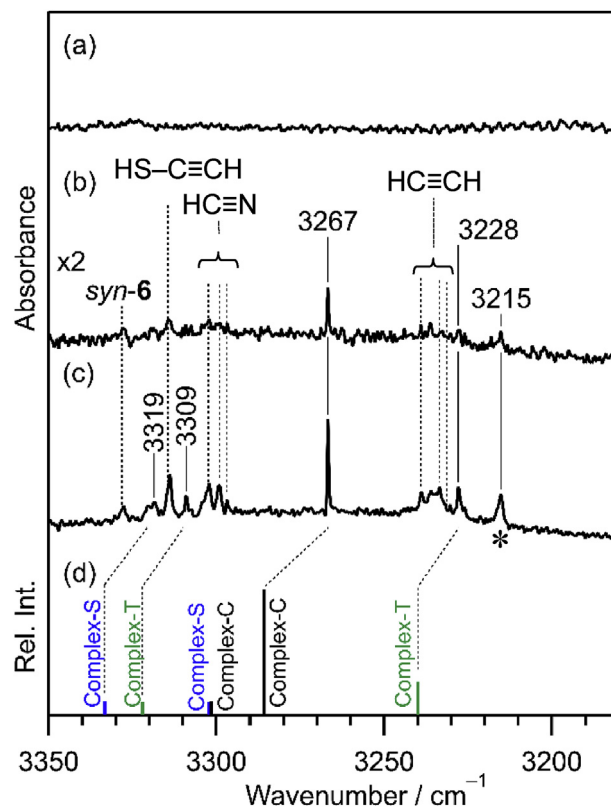 (a)
HS–C≡CH
(b)
HC≡N
HC≡CH
3267
3228
x2
syn-6
3215
(c)
3319
3309
*
(d)
Complex-S
Complex-T
Complex-S
Complex-C
Complex-C
Complex-T
Absorbance
Rel. Int.
3350
3300
3250
3200
Wavenumber / cm⁻¹